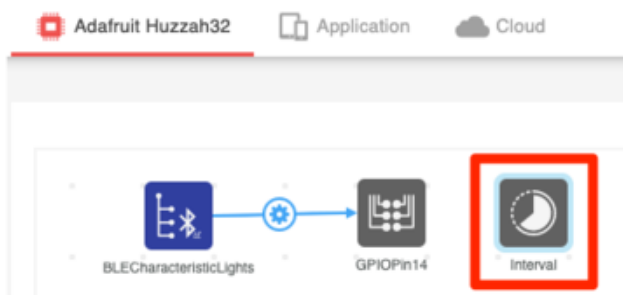 Adafruit Huzzah32 Application Cloud
BLECharacteristicLights GPIOPin14 Interval